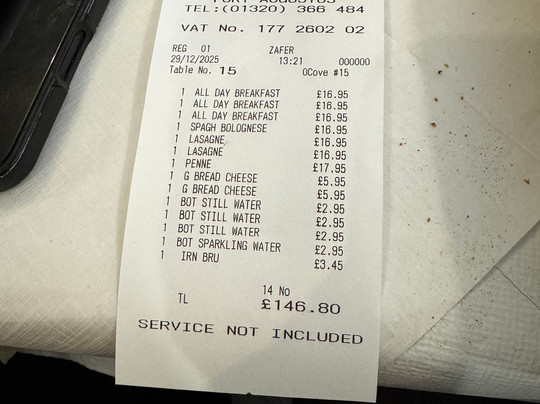 FORT AUGUSTUS
TEL:(01320) 366 484
VAT No. 177 2602 02
REG 01 ZAFER
29/12/2025 13:21 000000
Table No. 15 0Cove #15
1 ALL DAY BREAKFAST £16.95
1 ALL DAY BREAKFAST £16.95
1 ALL DAY BREAKFAST £16.95
1 SPAGH BOLOGNESE £16.95
1 LASAGNE £16.95
1 LASAGNE £16.95
1 PENNE £17.95
1 G BREAD CHEESE £5.95
1 G BREAD CHEESE £5.95
1 BOT STILL WATER £2.95
1 BOT STILL WATER £2.95
1 BOT STILL WATER £2.95
1 BOT SPARKLING WATER £2.95
1 IRN BRU £3.45
14 No
TL £146.80
SERVICE NOT INCLUDED